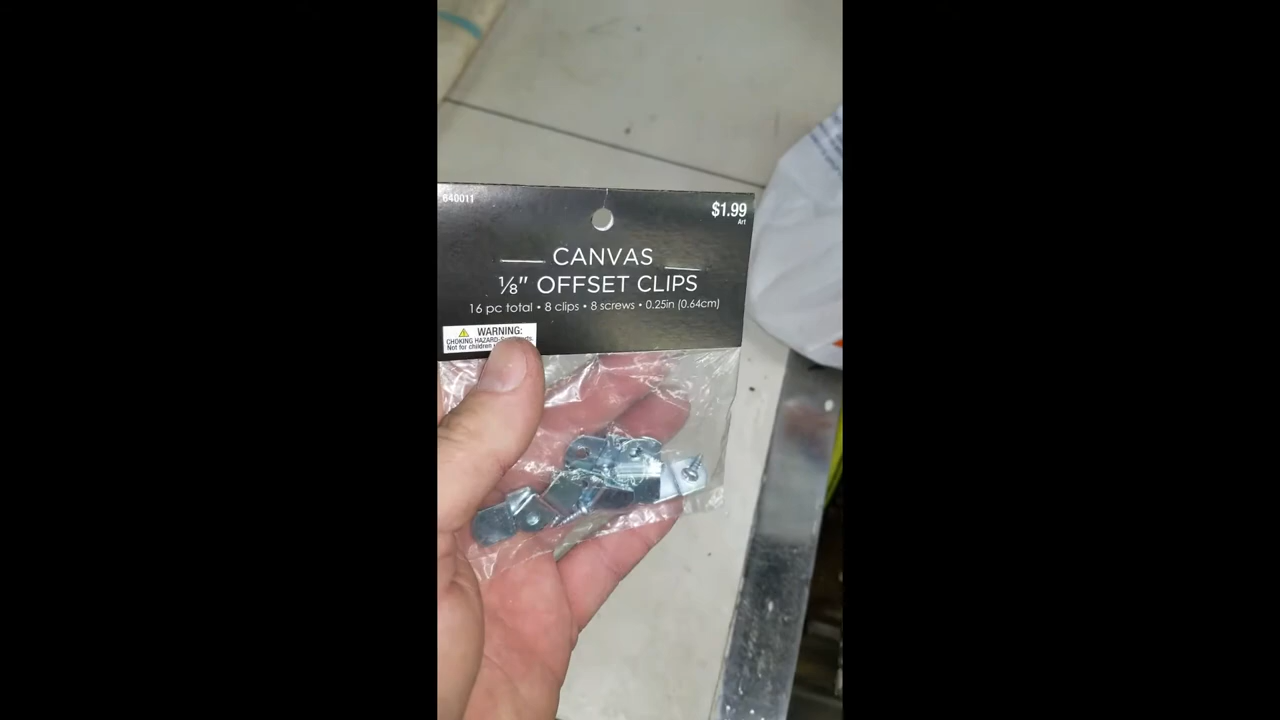 640011
$1.99
Art
CANVAS
⅛" OFFSET CLIPS
16 pc total • 8 clips • 8 screws • 0.25in (0.64cm)
WARNING:
CHOKING HAZARD-
Not for children